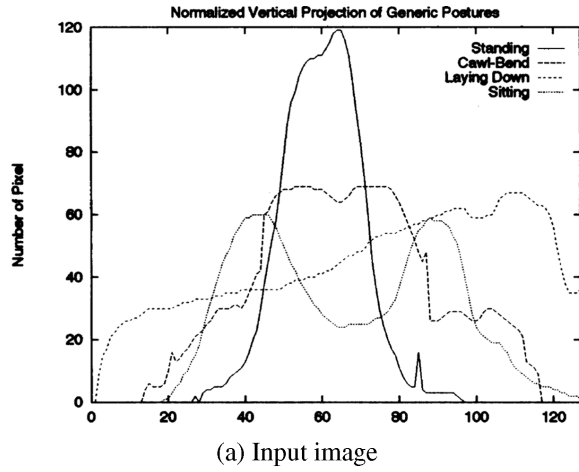 Normalized Vertical Projection of Generic Postures
120
100
80
60
40
20
0
Number of Pixel
Standing
Cawl-Bend
Laying Down
Sitting
0 20 40 60 80 100 120
(a) Input image